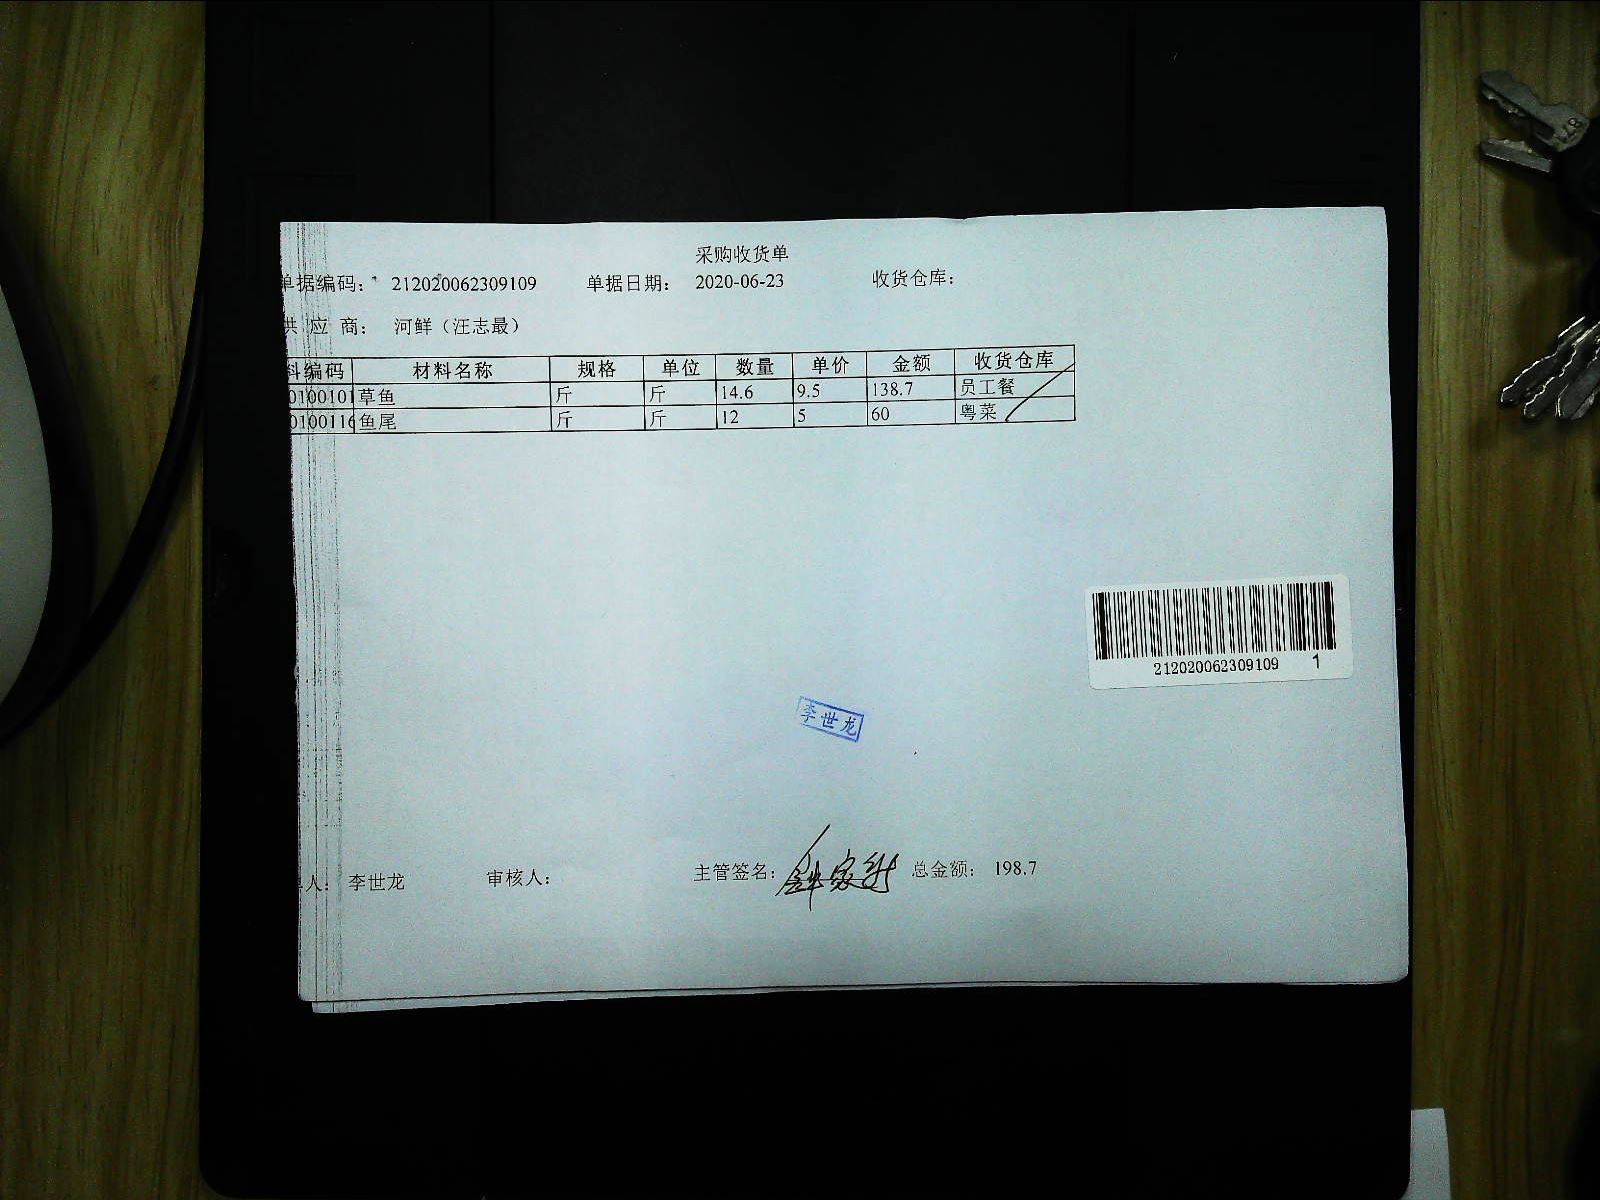 采购收货单
单据编码： 212020062309109 单据日期： 2020-06-23 收货仓库：
供 应 商： 河鲜（汪志最）
料编码 材料名称 规格 单位 数量 单价 金额 收货仓库
0100101 草鱼 斤 斤 14.6 9.5 138.7 员工餐
0100116 鱼尾 斤 斤 12 5 60 粤菜
212020062309109 1
李世龙
人： 李世龙 审核人： 主管签名： 总金额： 198.7